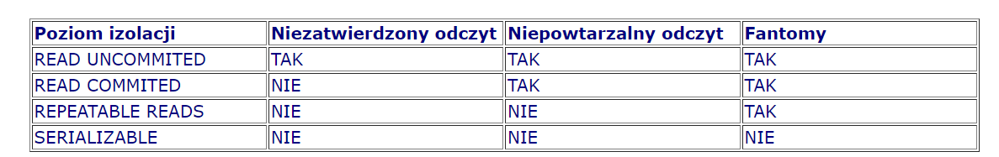 Poziom izolacji Niezatwierdzony odczyt Niepowtarzalny odczyt Fantomy
READ UNCOMMITED TAK TAK TAK
READ COMMITED NIE TAK TAK
REPEATABLE READS NIE NIE TAK
SERIALIZABLE NIE NIE NIE